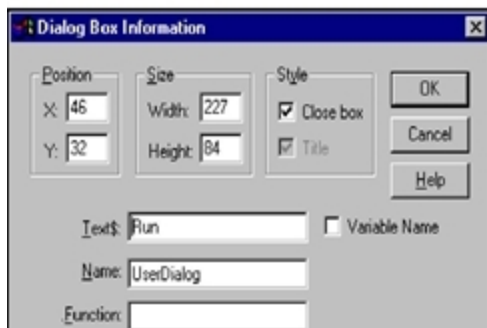 Dialog Box Information
Position
X: 46
Y: 32
Size
Width: 227
Height: 84
Style
Close box
Title
OK
Cancel
Help
Text$: Run
Variable Name
Name: UserDialog
.Function: